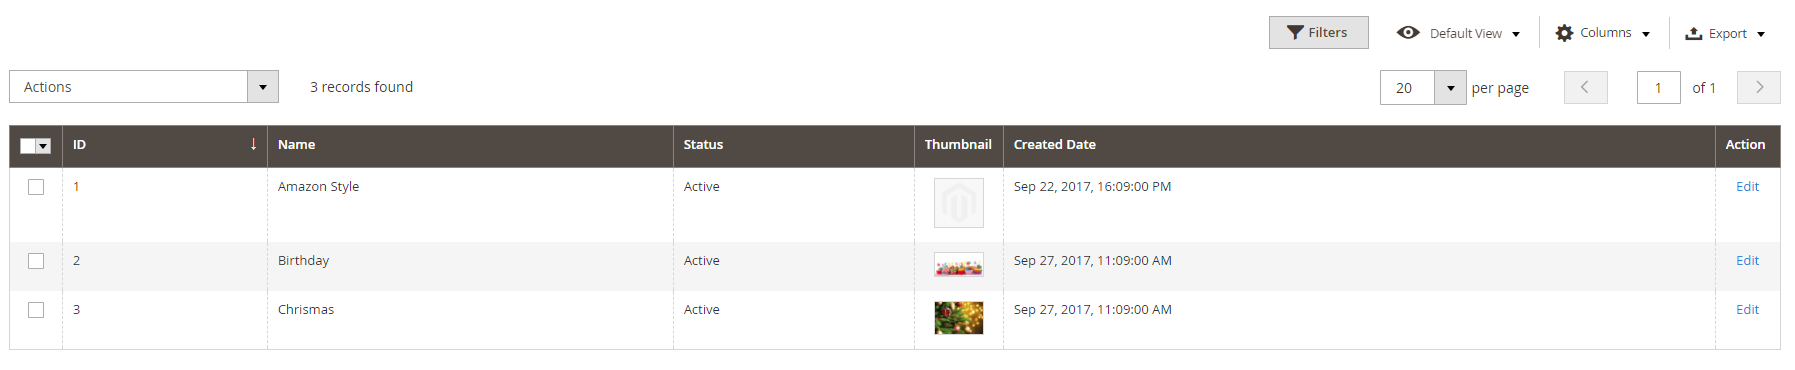 Filters Default View Columns Export
Actions 3 records found 20 per page 1 of 1
ID Name Status Thumbnail Created Date Action
1 Amazon Style Active Sep 22, 2017, 16:09:00 PM Edit
2 Birthday Active Sep 27, 2017, 11:09:00 AM Edit
3 Chrismas Active Sep 27, 2017, 11:09:00 AM Edit